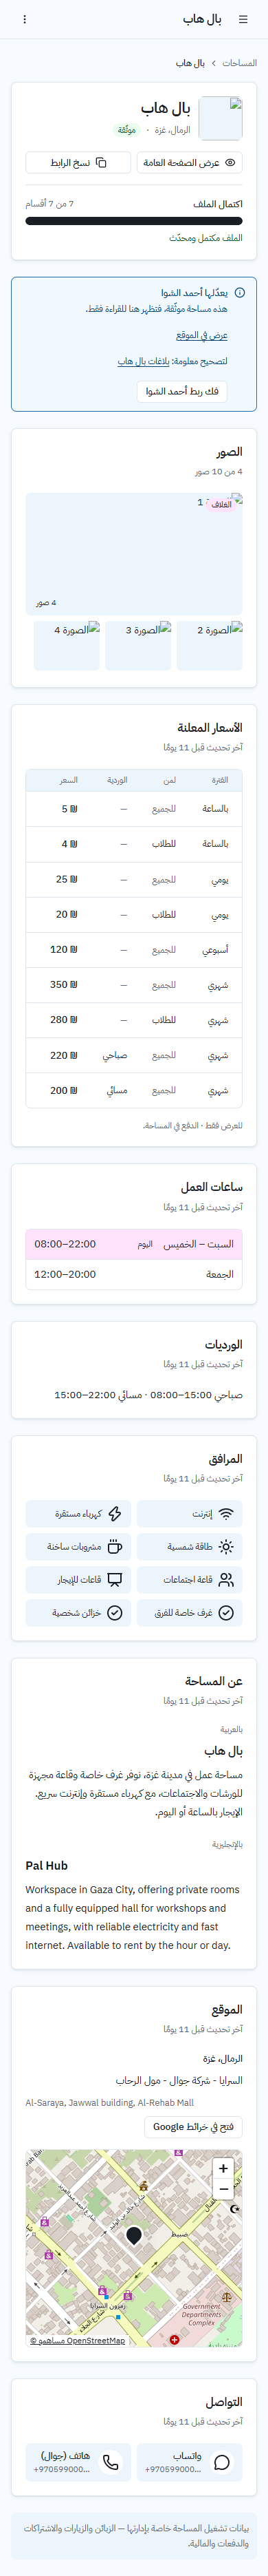 بال هاب
المساحات
بال هاب
بال هاب
الرمال، غزة · موثّقة
عرض الصفحة العامة
نسخ الرابط
اكتمال الملف
7 من 7 أقسام
الملف مكتمل ومحدّث
يعدّلها أحمد الشوا
هذه مساحة موثّقة، فتظهر هنا للقراءة فقط.
عرض في الموقع
لتصحيح معلومة: بلاغات بال هاب
فك ربط أحمد الشوا
الصور
4 من 10 صور
الغلاف
4 صور
الصورة 2
الصورة 3
الصورة 4
الأسعار المعلنة
آخر تحديث قبل 11 يومًا
الفترة لمن الوردية السعر
بالساعة للجميع — ₪ 5
بالساعة للطلاب — ₪ 4
يومي للجميع — ₪ 25
يومي للطلاب — ₪ 20
أسبوعي للجميع — ₪ 120
شهري للجميع — ₪ 350
شهري للطلاب — ₪ 280
شهري للجميع صباحي ₪ 220
شهري للجميع مسائي ₪ 200
للعرض فقط · الدفع في المساحة.
ساعات العمل
آخر تحديث قبل 11 يومًا
السبت – الخميس اليوم 08:00–22:00
الجمعة 12:00–20:00
الورديات
آخر تحديث قبل 11 يومًا
صباحي 08:00–15:00 · مسائي 15:00–22:00
المرافق
آخر تحديث قبل 11 يومًا
إنترنت
كهرباء مستقرة
طاقة شمسية
مشروبات ساخنة
قاعة اجتماعات
قاعات للإيجار
غرف خاصة للفرق
خزائن شخصية
عن المساحة
آخر تحديث قبل 11 يومًا
بالعربية
بال هاب
مساحة عمل في مدينة غزة، نوفر غرف خاصة وقاعة مجهزة
للورشات والاجتماعات، مع كهرباء مستقرة وإنترنت سريع.
الإيجار بالساعة أو اليوم.
بالإنجليزية
Pal Hub
Workspace in Gaza City, offering private rooms
and a fully equipped hall for workshops and
meetings, with reliable electricity and fast
internet. Available to rent by the hour or day.
الموقع
آخر تحديث قبل 11 يومًا
الرمال، غزة
السرايا - شركة جوال - مول الرحاب
Al-Saraya, Jawwal building, Al-Rehab Mall
فتح في خرائط Google
+
−
ضبيط
رمزون السرايا
Government
Departments
Complex
© مساهمو OpenStreetMap
التواصل
واتساب
+970599000...
هاتف (جوال)
+970599000...
بيانات تشغيل المساحة خاصة بإدارتها — الزبائن والزيارات والاشتراكات
والدفعات والمالية.